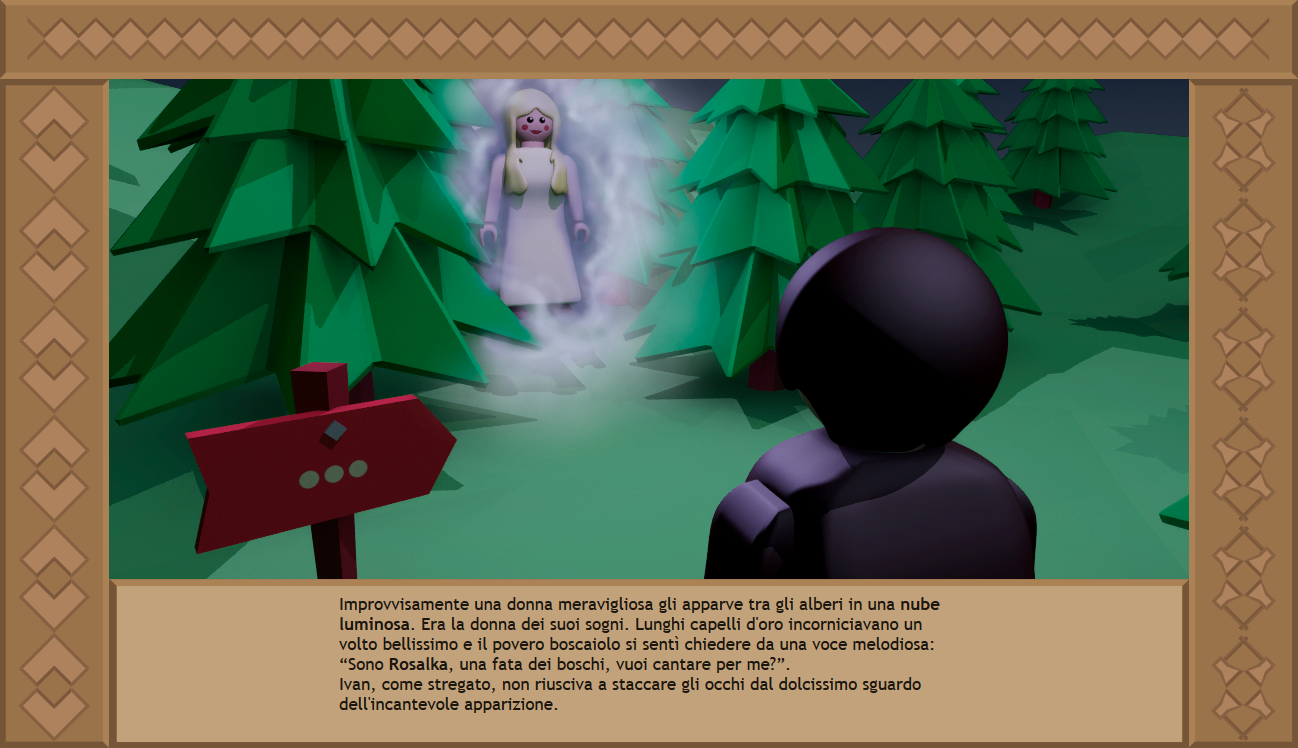 Improvvisamente una donna meravigliosa gli apparve tra gli alberi in una nube
luminosa. Era la donna dei suoi sogni. Lunghi capelli d'oro incorniciavano un
volto bellissimo e il povero boscaiolo si sentì chiedere da una voce melodiosa:
“Sono Rosalka, una fata dei boschi, vuoi cantare per me?”.
Ivan, come stregato, non riusciva a staccare gli occhi dal dolcissimo sguardo
dell'incantevole apparizione.